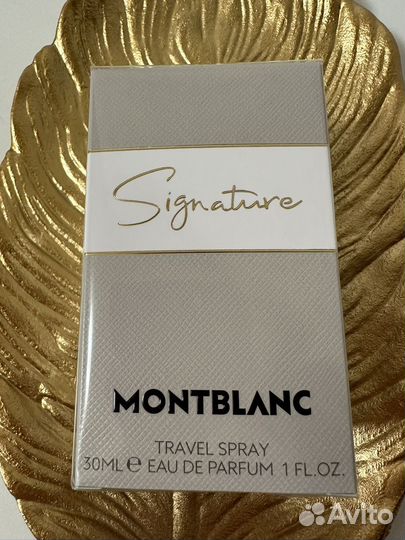 Signature
MONTBLANC
TRAVEL SPRAY
30ML ℮ EAU DE PARFUM 1 FL.OZ.
Avito